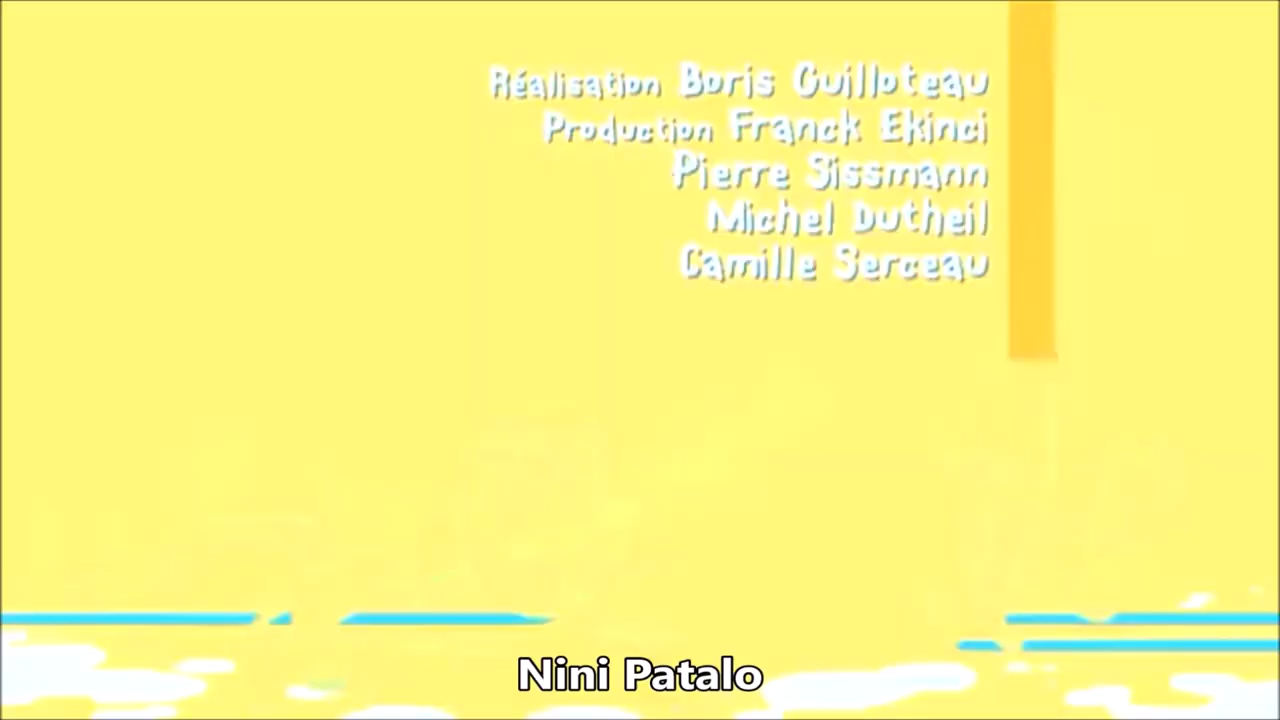 Réalisation Boris Guilloteau
Production Franck Ekinci
Pierre Sissmann
Michel Dutheil
Camille Serceau
Nini Patalo